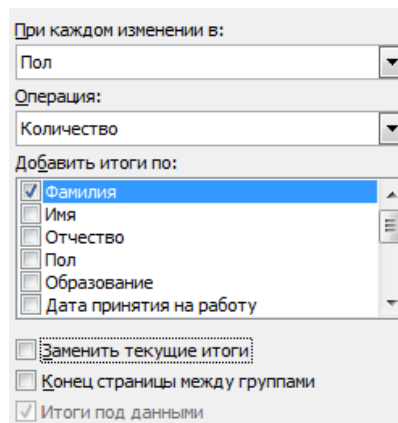 При каждом изменении в:
Пол
Операция:
Количество
Добавить итоги по:
Фамилия
Имя
Отчество
Пол
Образование
Дата принятия на работу
Заменить текущие итоги
Конец страницы между группами
Итоги под данными